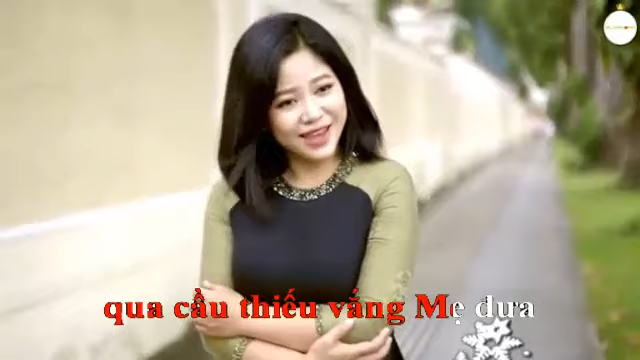 qua cầu thiếu vắng Mẹ đưa